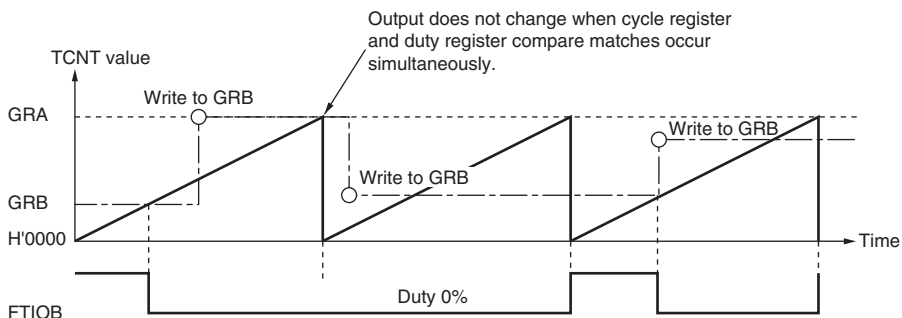 Output does not change when cycle register
and duty register compare matches occur
simultaneously.
TCNT value
Write to GRB
GRA
Write to GRB
Write to GRB
GRB
H'0000
Time
Duty 0%
FTIOB